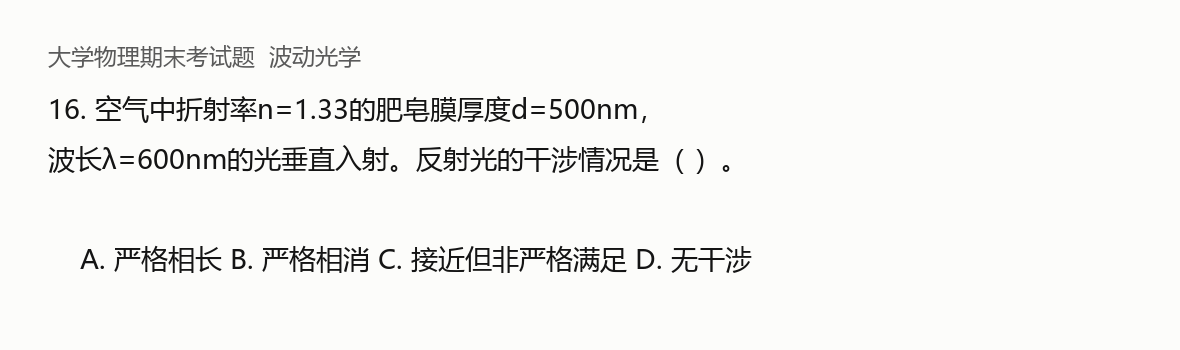 大学物理期末考试题 波动光学
16. 空气中折射率n=1.33的肥皂膜厚度d=500nm，
波长λ=600nm的光垂直入射。反射光的干涉情况是（ ）。
A. 严格相长 B. 严格相消 C. 接近但非严格满足 D. 无干涉